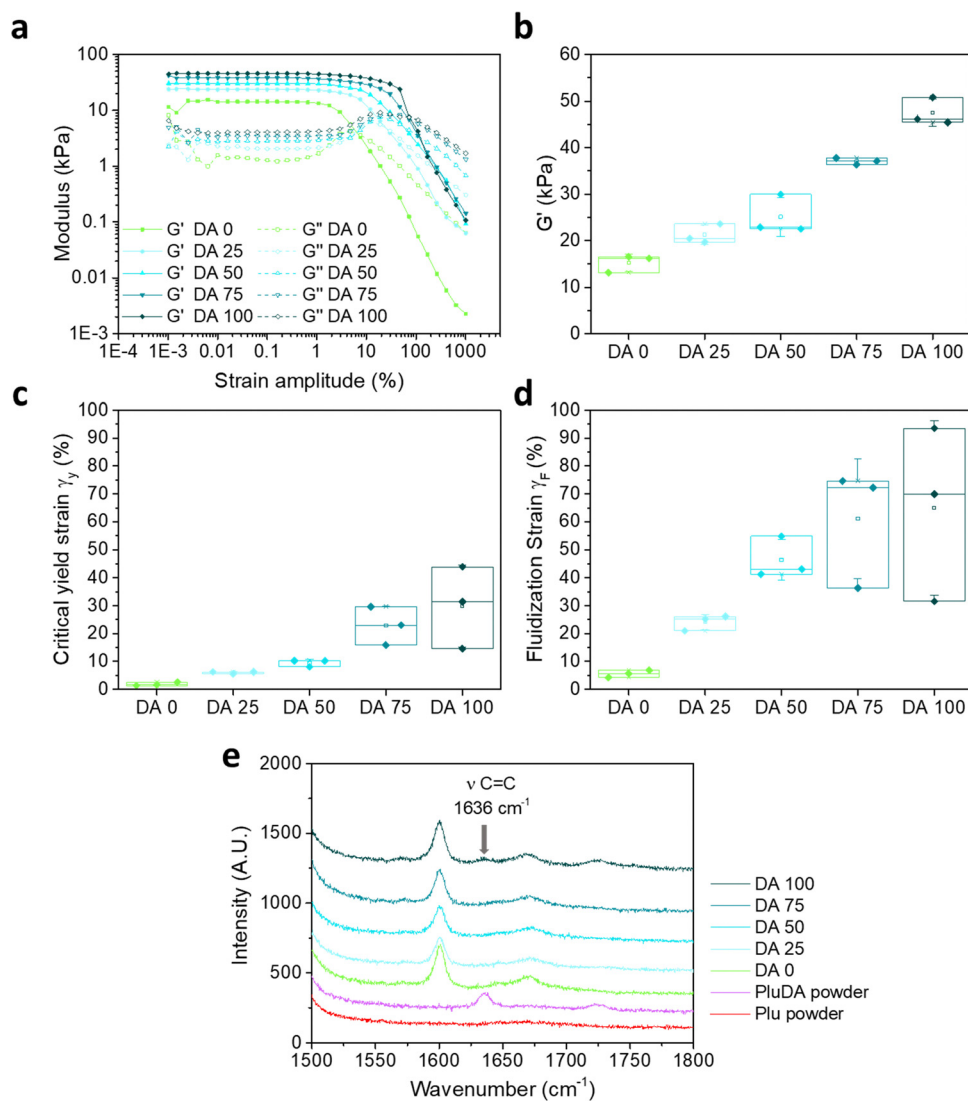 a
100
10
1
0.1
0.01
1E-3
Modulus (kPa)
G' DA 0
G' DA 25
G' DA 50
G' DA 75
G' DA 100
G'' DA 0
G'' DA 25
G'' DA 50
G'' DA 75
G'' DA 100
1E-4 1E-3 0.01 0.1 1 10 100 1000
Strain amplitude (%)
b
60
50
40
30
20
10
0
G' (kPa)
DA 0 DA 25 DA 50 DA 75 DA 100
c
100
90
80
70
60
50
40
30
20
10
0
Critical yield strain γy (%)
DA 0 DA 25 DA 50 DA 75 DA 100
d
100
90
80
70
60
50
40
30
20
10
0
Fluidization Strain γF (%)
DA 0 DA 25 DA 50 DA 75 DA 100
e
2000
1500
1000
500
0
Intensity (A.U.)
ν C=C
1636 cm-1
1500 1550 1600 1650 1700 1750 1800
Wavenumber (cm-1)
DA 100
DA 75
DA 50
DA 25
DA 0
PluDA powder
Plu powder